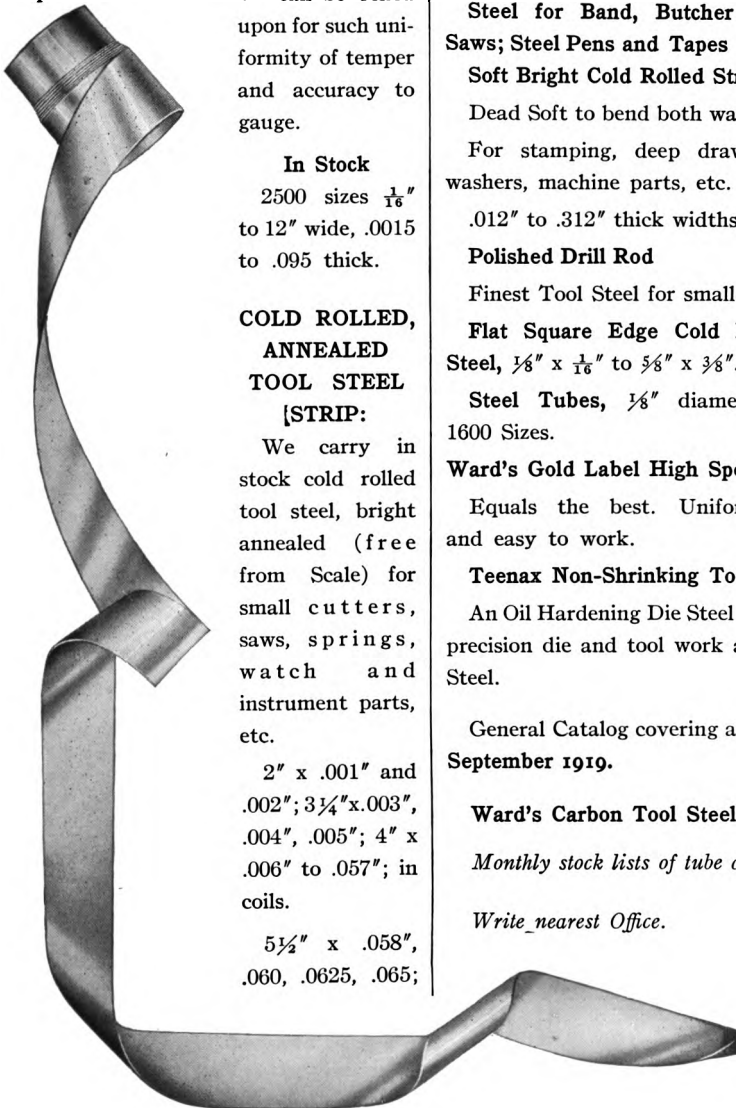 upon for such uni-
formity of temper
and accuracy to
gauge.
In Stock
2500 sizes 1/16″
to 12″ wide, .0015
to .095 thick.
COLD ROLLED,
ANNEALED
TOOL STEEL
[STRIP:
We carry in
stock cold rolled
tool steel, bright
annealed (free
from Scale) for
small cutters,
saws, springs,
watch and
instrument parts,
etc.
2″ x .001″ and
.002″; 3¼″x.003″,
.004″, .005″; 4″ x
.006″ to .057″; in
coils.
5½″ x .058″,
.060, .0625, .065;
Steel for Band, Butcher
Saws; Steel Pens and Tapes
Soft Bright Cold Rolled
Dead Soft to bend both
For stamping, deep
washers, machine parts, etc.
.012″ to .312″ thick widths
Polished Drill Rod
Finest Tool Steel for small
Flat Square Edge Cold
Steel, ⅛″ x 1/16″ to ⅝″ x ⅜″.
Steel Tubes, ⅛″
1600 Sizes.
Ward's Gold Label High
Equals the best.
and easy to work.
Teenax Non-Shrinking
An Oil Hardening Die Steel
precision die and tool work
Steel.
General Catalog covering
September 1919.
Ward's Carbon Tool Steel
Monthly stock lists of tube
Write nearest Office.